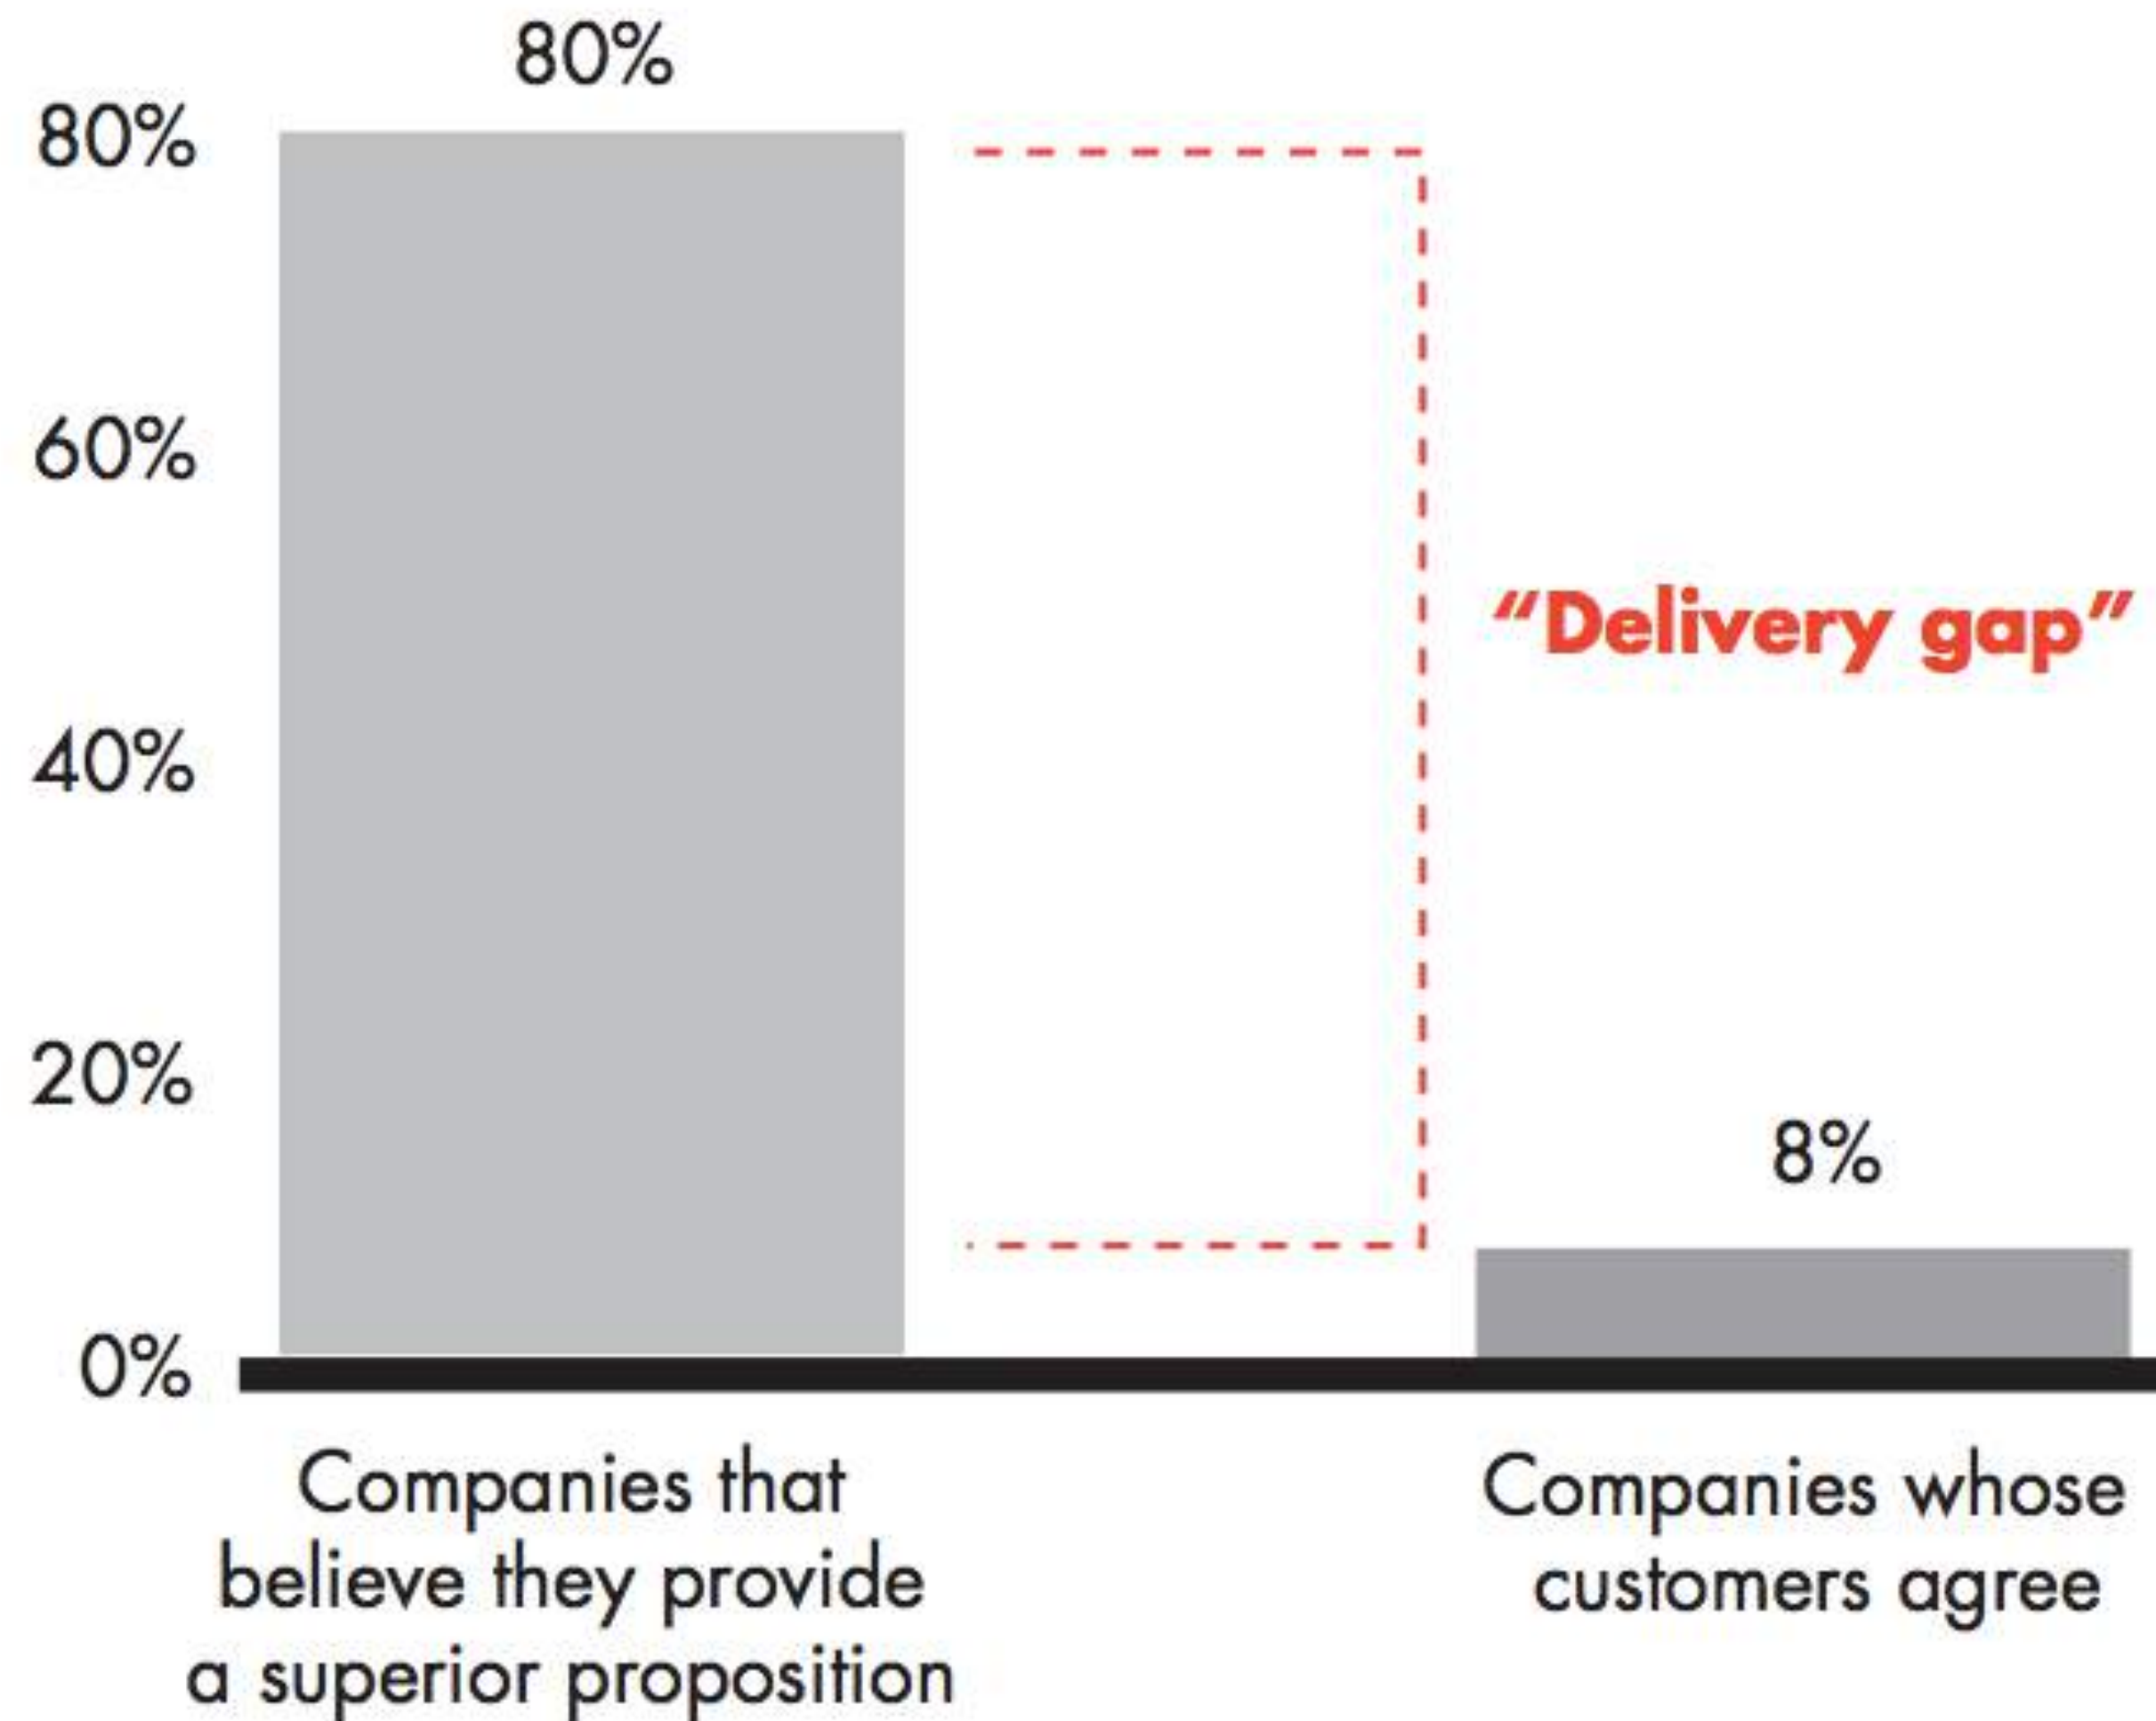 80%
80%
60%
40%
20%
0%
“Delivery gap”
8%
Companies that
believe they provide
a superior proposition
Companies whose
customers agree